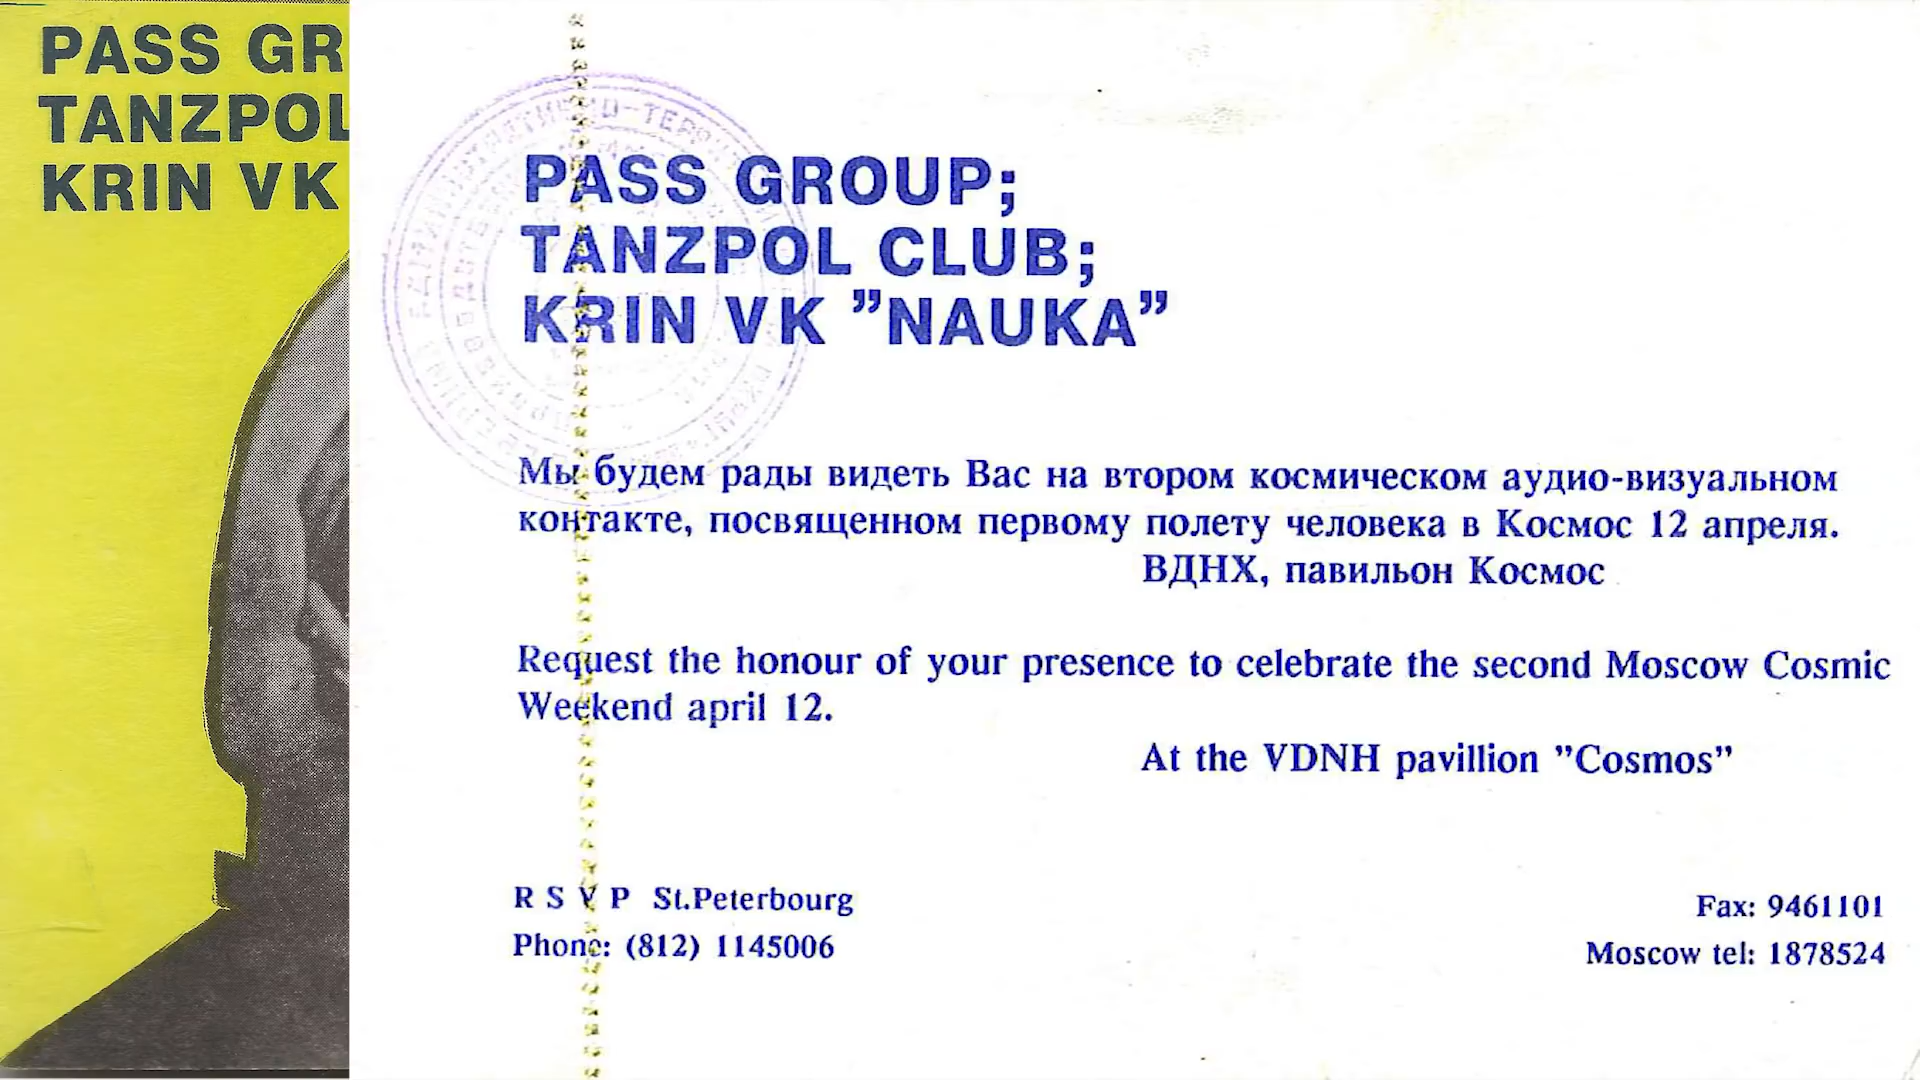 PASS GR
TANZPOL
KRIN VK
PASS GROUP;
TANZPOL CLUB;
KRIN VK ”NAUKA”
Мы будем рады видеть Вас на втором космическом аудио-визуальном
контакте, посвященном первому полету человека в Космос 12 апреля.
ВДНХ, павильон Космос
Request the honour of your presence to celebrate the second Moscow Cosmic
Weekend april 12.
At the VDNH pavillion ”Cosmos”
R S V P St.Peterbourg
Phone: (812) 1145006
Fax: 9461101
Moscow tel: 1878524